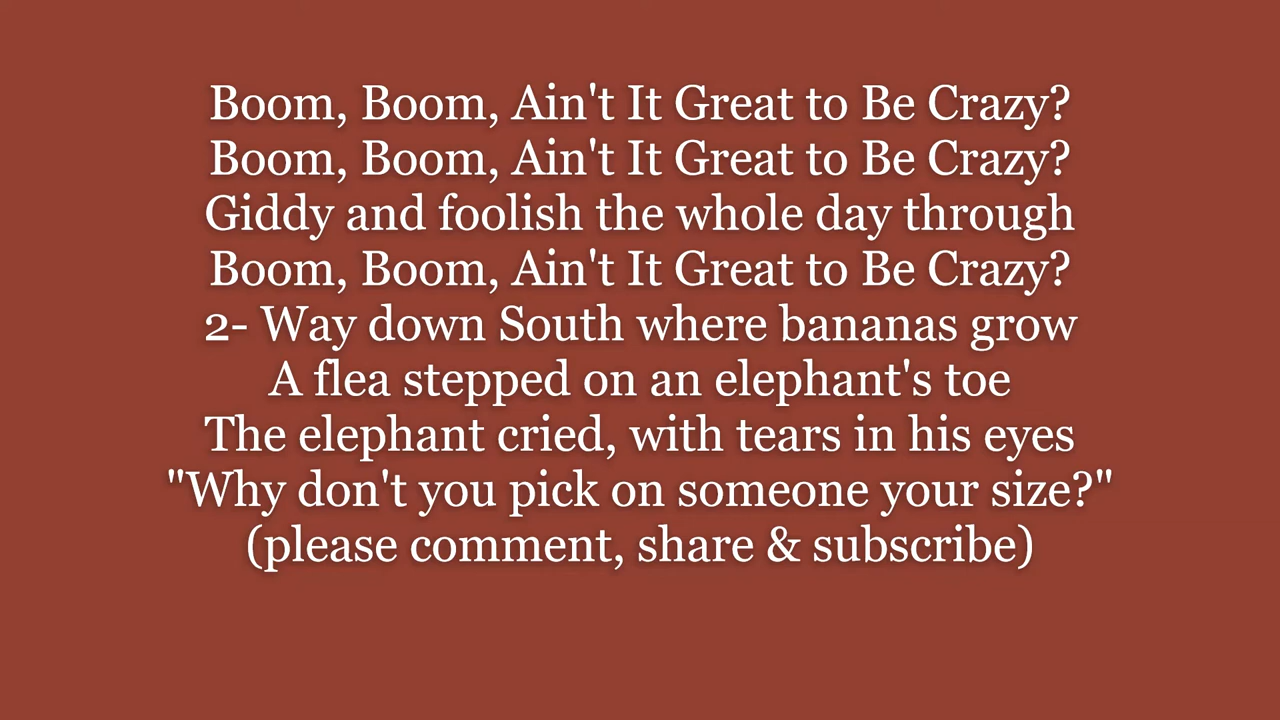 Boom, Boom, Ain't It Great to Be Crazy?
Boom, Boom, Ain't It Great to Be Crazy?
Giddy and foolish the whole day through
Boom, Boom, Ain't It Great to Be Crazy?
2- Way down South where bananas grow
A flea stepped on an elephant's toe
The elephant cried, with tears in his eyes
"Why don't you pick on someone your size?"
(please comment, share & subscribe)